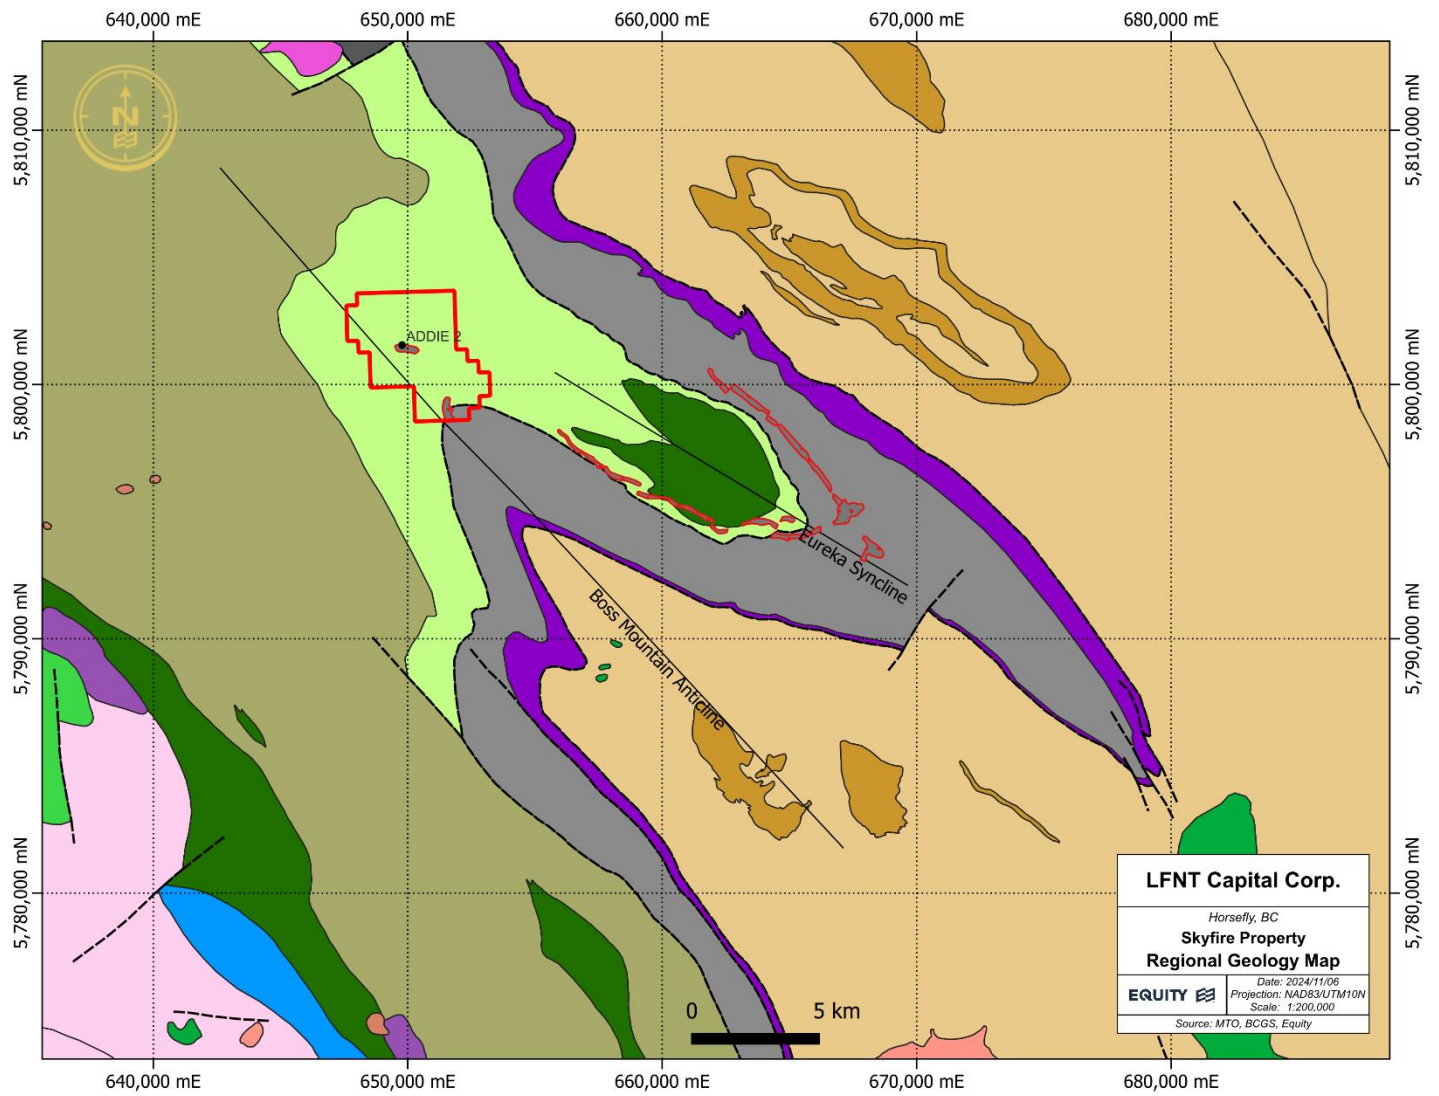 640,000 mE 650,000 mE 660,000 mE 670,000 mE 680,000 mE
5,810,000 mN
5,810,000 mN
N
ADDIE 2
5,800,000 mN
5,800,000 mN
Eureka Syncline
Boss Mountain Anticline
5,790,000 mN
5,790,000 mN
5,780,000 mN
5,780,000 mN
LFNT Capital Corp.
Horsefly, BC
Skyfire Property
Regional Geology Map
EQUITY
Date: 2024/11/06
Projection: NAD83/UTM10N
Scale: 1:200,000
Source: MTO, BCGS, Equity
0 5 km
640,000 mE 650,000 mE 660,000 mE 670,000 mE 680,000 mE